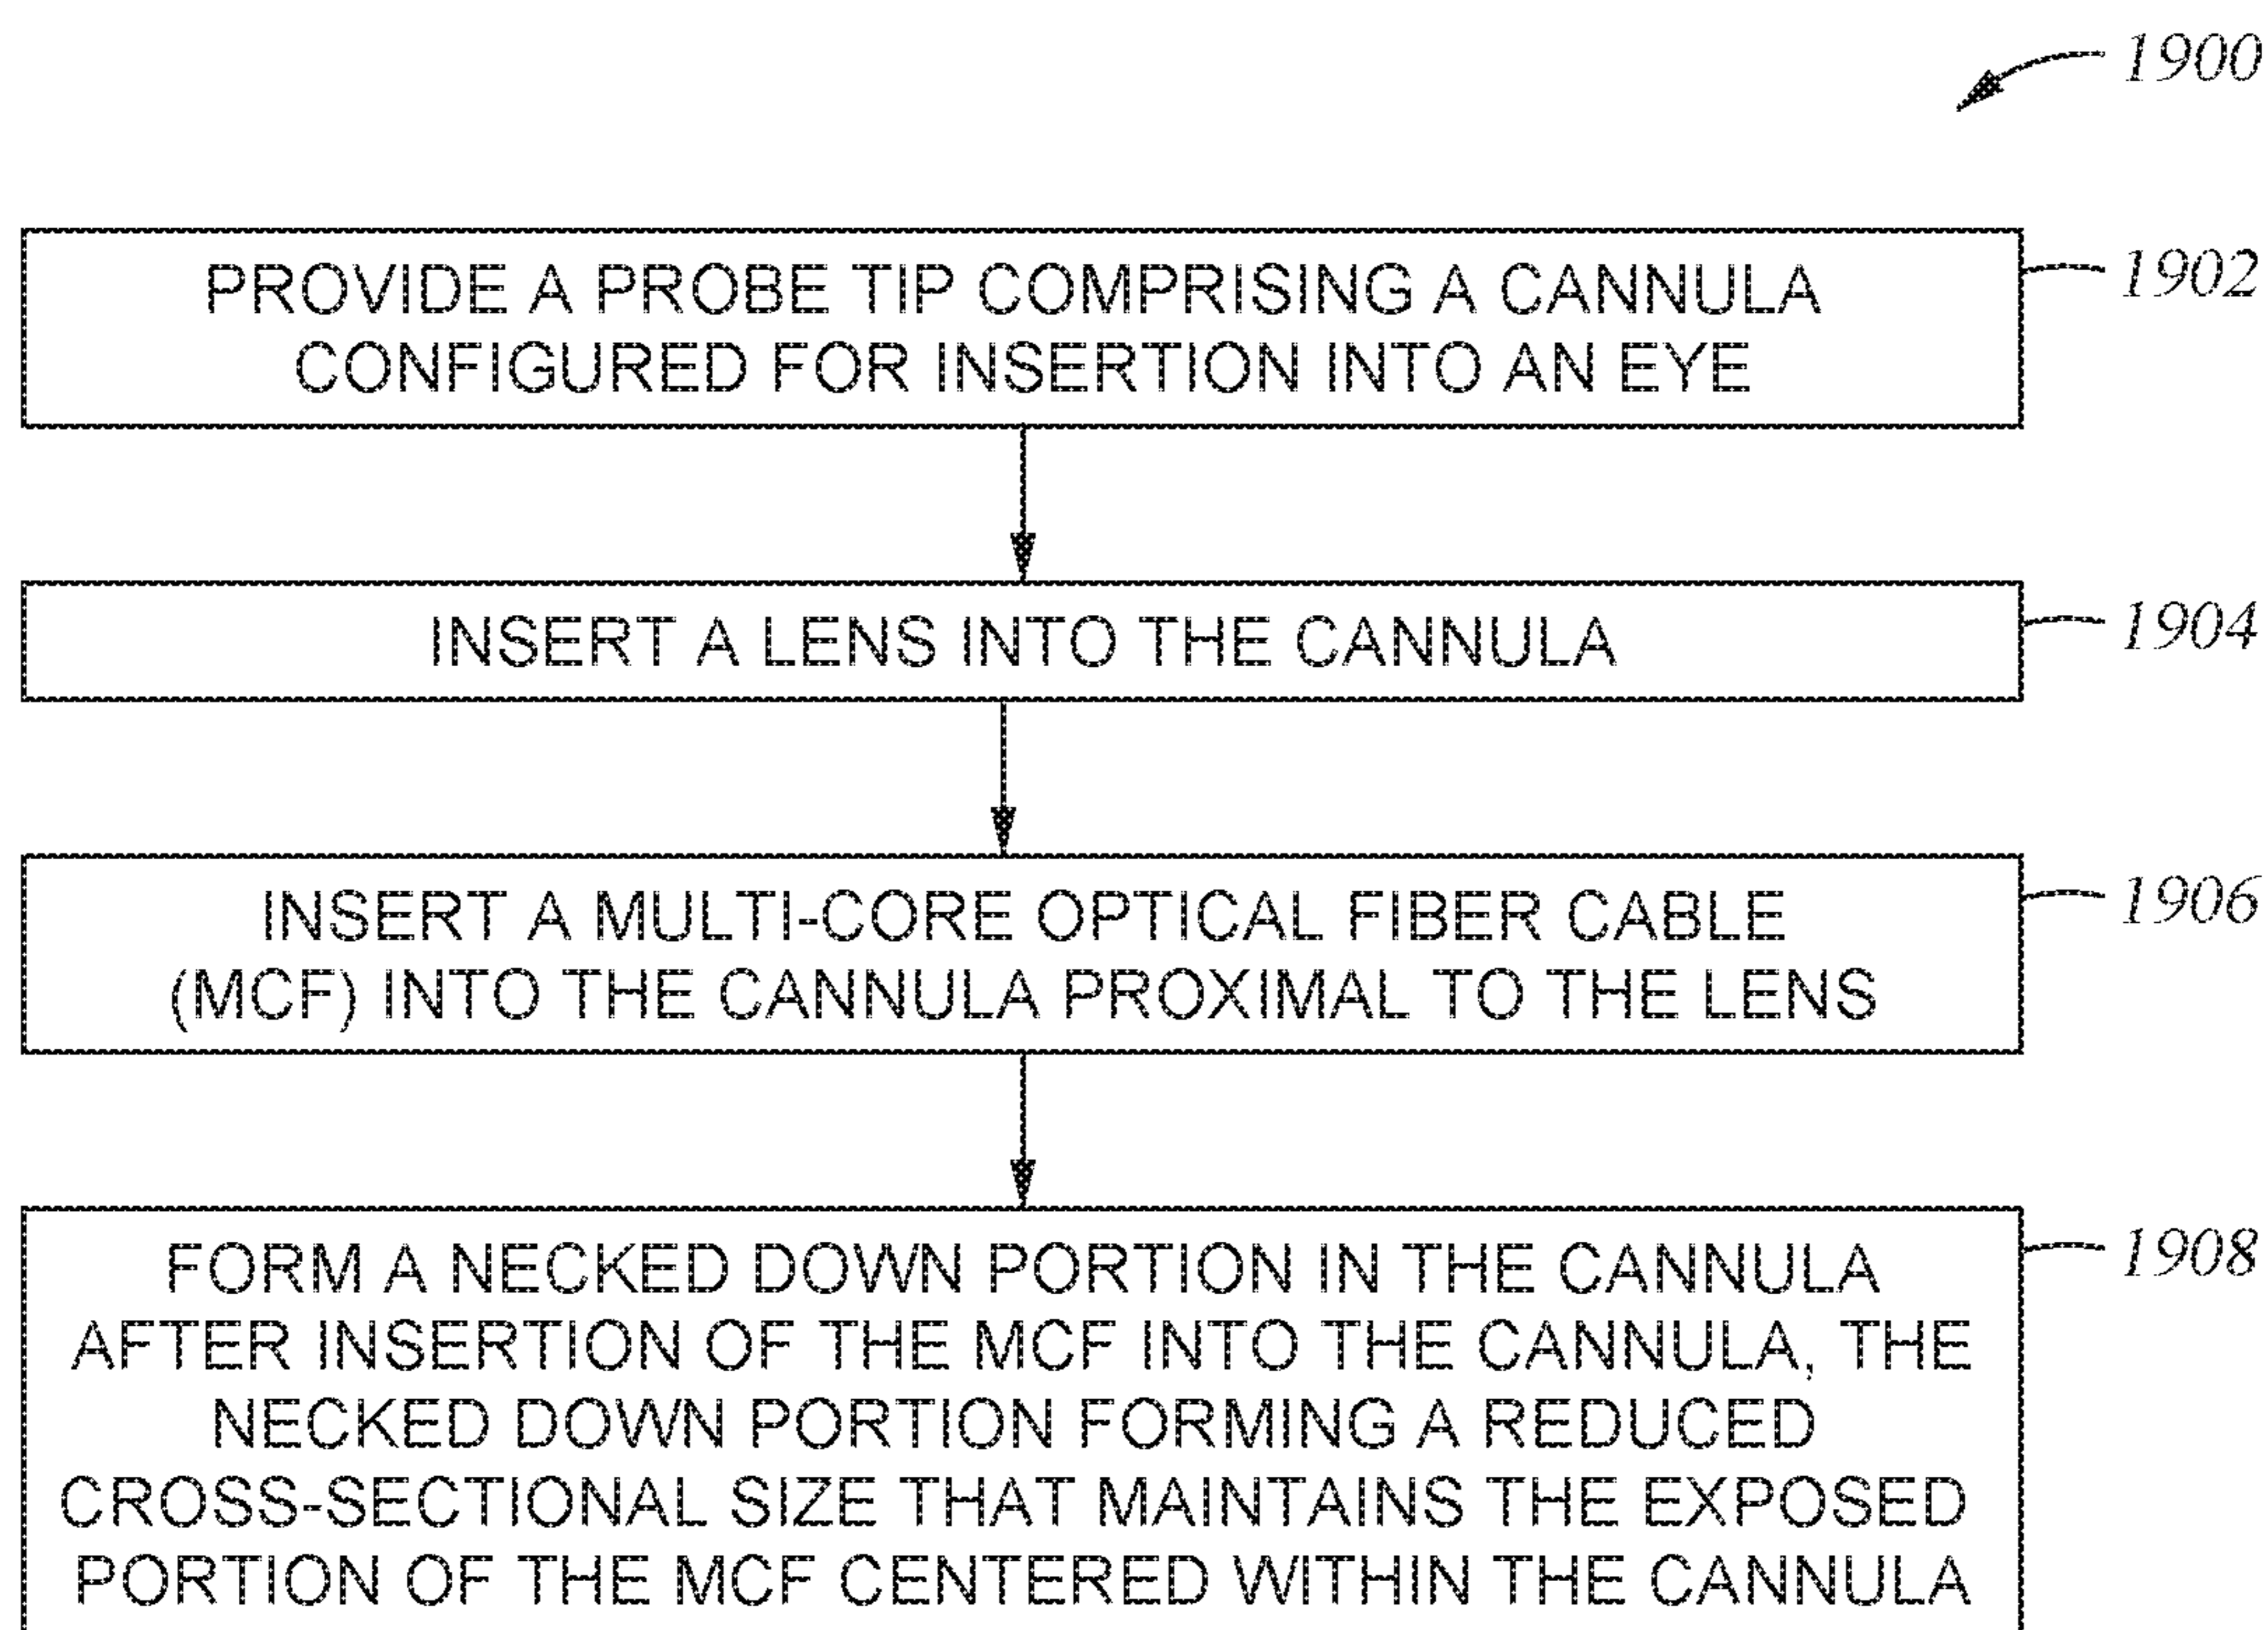 1900
PROVIDE A PROBE TIP COMPRISING A CANNULA
CONFIGURED FOR INSERTION INTO AN EYE
1902
INSERT A LENS INTO THE CANNULA
1904
INSERT A MULTI-CORE OPTICAL FIBER CABLE
(MCF) INTO THE CANNULA PROXIMAL TO THE LENS
1906
FORM A NECKED DOWN PORTION IN THE CANNULA
AFTER INSERTION OF THE MCF INTO THE CANNULA, THE
NECKED DOWN PORTION FORMING A REDUCED
CROSS-SECTIONAL SIZE THAT MAINTAINS THE EXPOSED
PORTION OF THE MCF CENTERED WITHIN THE CANNULA
1908